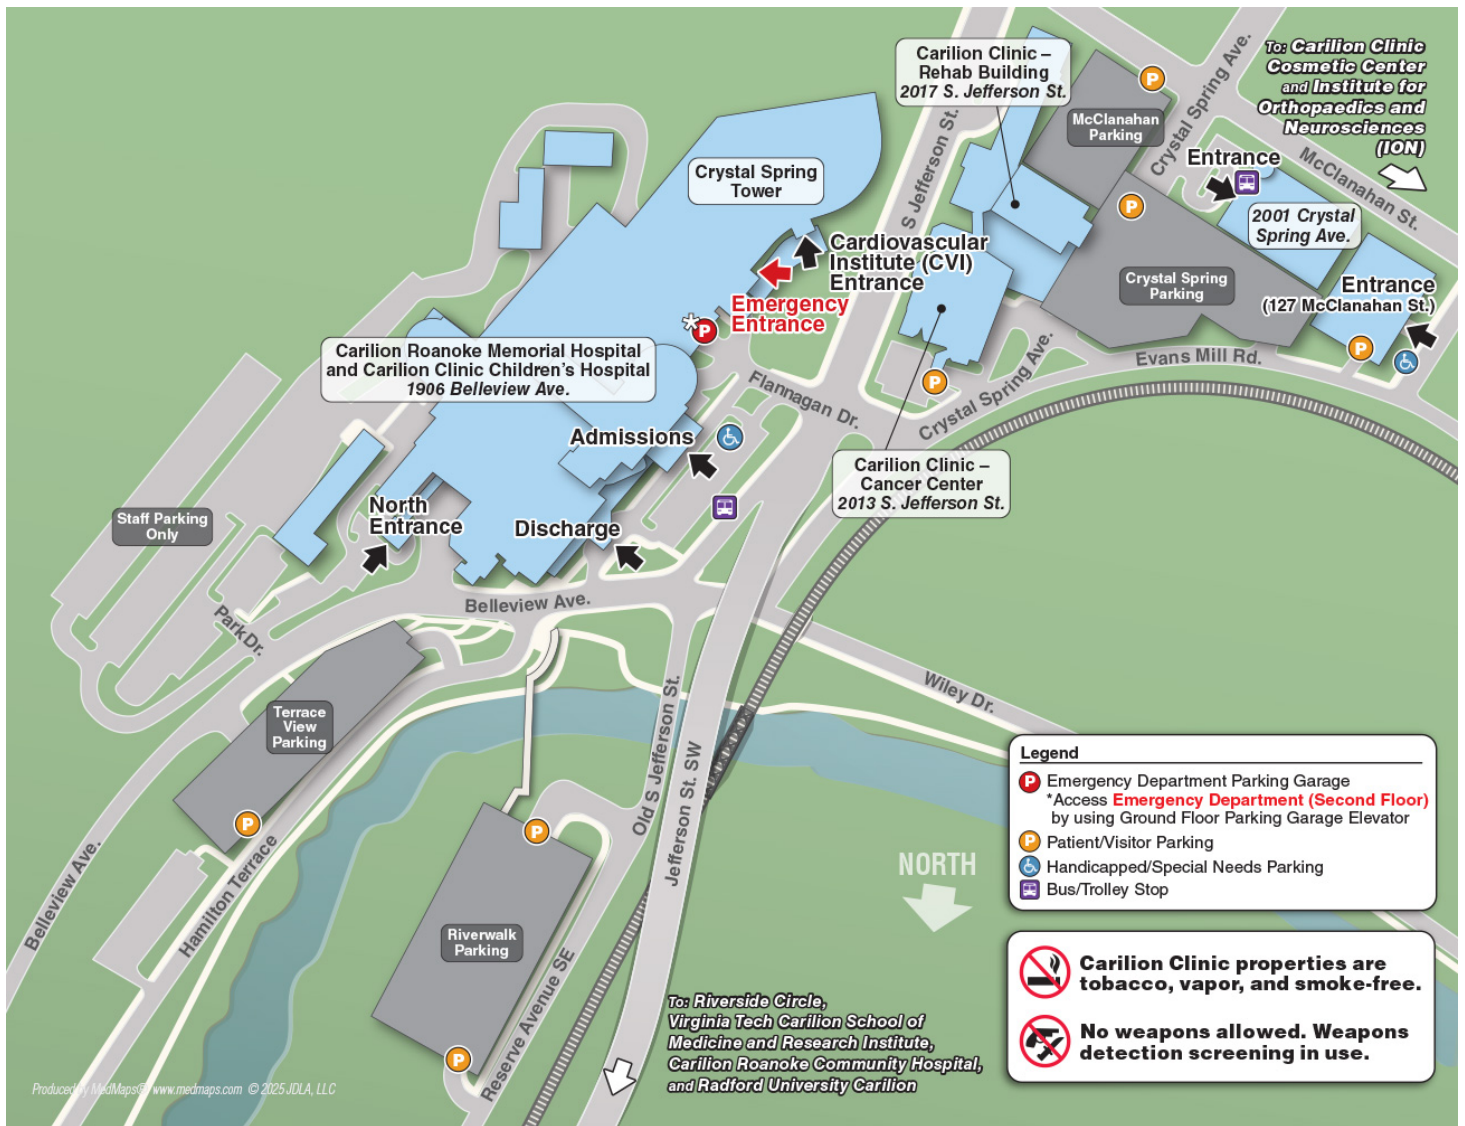 Carilion Clinic –
Rehab Building
2017 S. Jefferson St.
McClanahan
Parking
Crystal Spring Ave.
To: Carilion Clinic
Cosmetic Center
and Institute for
Orthopaedics and
Neurosciences
(ION)
McClanahan St.
Entrance
2001 Crystal
Spring Ave.
Crystal Spring
Tower
S Jefferson St.
Cardiovascular
Institute (CVI)
Entrance
Emergency
Entrance
*
P
P
P
Crystal Spring
Parking
Entrance
(127 McClanahan St.)
P
Evans Mill Rd.
Carilion Roanoke Memorial Hospital
and Carilion Clinic Children's Hospital
1906 Belleview Ave.
Flannagan Dr.
P
Crystal Spring Ave.
Admissions
Carilion Clinic –
Cancer Center
2013 S. Jefferson St.
Staff Parking
Only
North
Entrance
Discharge
Belleview Ave.
Park Dr.
Terrace
View
Parking
P
Wiley Dr.
Old S Jefferson St.
Jefferson St. SW
Belleview Ave.
Hamilton Terrace
P
Riverwalk
Parking
P
Reserve Avenue SE
NORTH
Legend
P Emergency Department Parking Garage
*Access Emergency Department (Second Floor)
by using Ground Floor Parking Garage Elevator
P Patient/Visitor Parking
Handicapped/Special Needs Parking
Bus/Trolley Stop
Carilion Clinic properties are
tobacco, vapor, and smoke-free.
No weapons allowed. Weapons
detection screening in use.
To: Riverside Circle,
Virginia Tech Carilion School of
Medicine and Research Institute,
Carilion Roanoke Community Hospital,
and Radford University Carilion
Produced by MedMaps® www.medmaps.com © 2025 JDLA, LLC